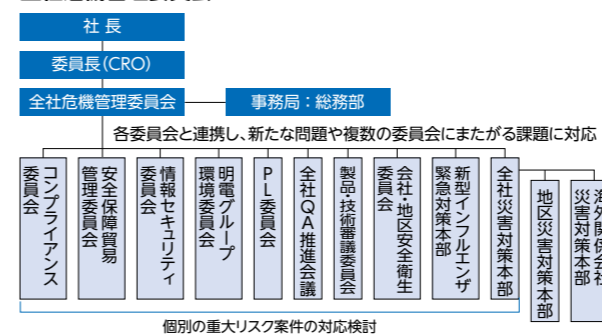 社 長
委員長(CRO)
全社危機管理委員会
事務局：総務部
各委員会と連携し、新たな問題や複数の委員会にまたがる課題に対応
コンプライアンス
委員会
安全保障貿易
管理委員会
情報セキュリティ
委員会
明電グループ
環境委員会
PL委員会
全社QA推進会議
製品・技術審議委員会
会社・地区安全衛生
委員会
新型インフルエンザ
緊急対策本部
全社災害対策本部
地区災害対策本部
海外関係会社
災害対策本部
個別の重大リスク案件の対応検討